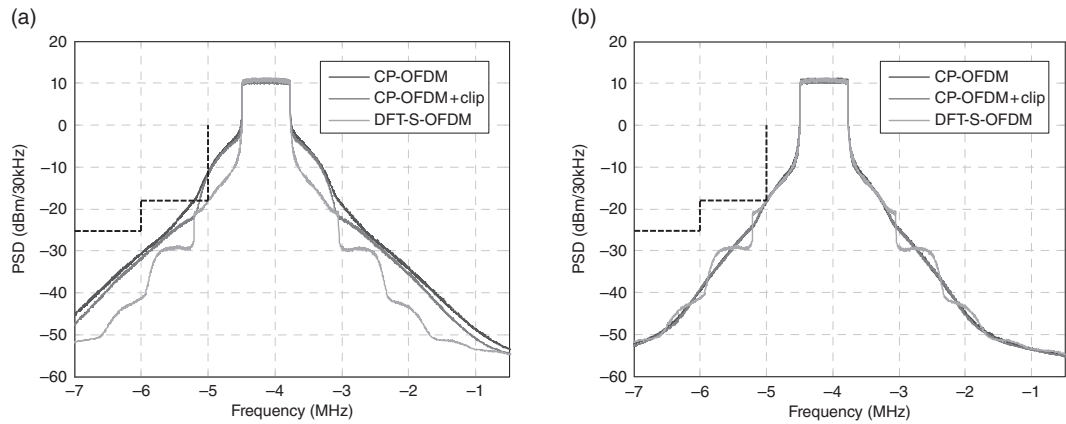 (a)
20
10
0
–10
–20
–30
–40
–50
–60
PSD (dBm/30kHz)
–7
–6
–5
–4
–3
–2
–1
Frequency (MHz)
CP-OFDM
CP-OFDM+clip
DFT-S-OFDM
(b)
20
10
0
–10
–20
–30
–40
–50
–60
PSD (dBm/30kHz)
–7
–6
–5
–4
–3
–2
–1
Frequency (MHz)
CP-OFDM
CP-OFDM+clip
DFT-S-OFDM